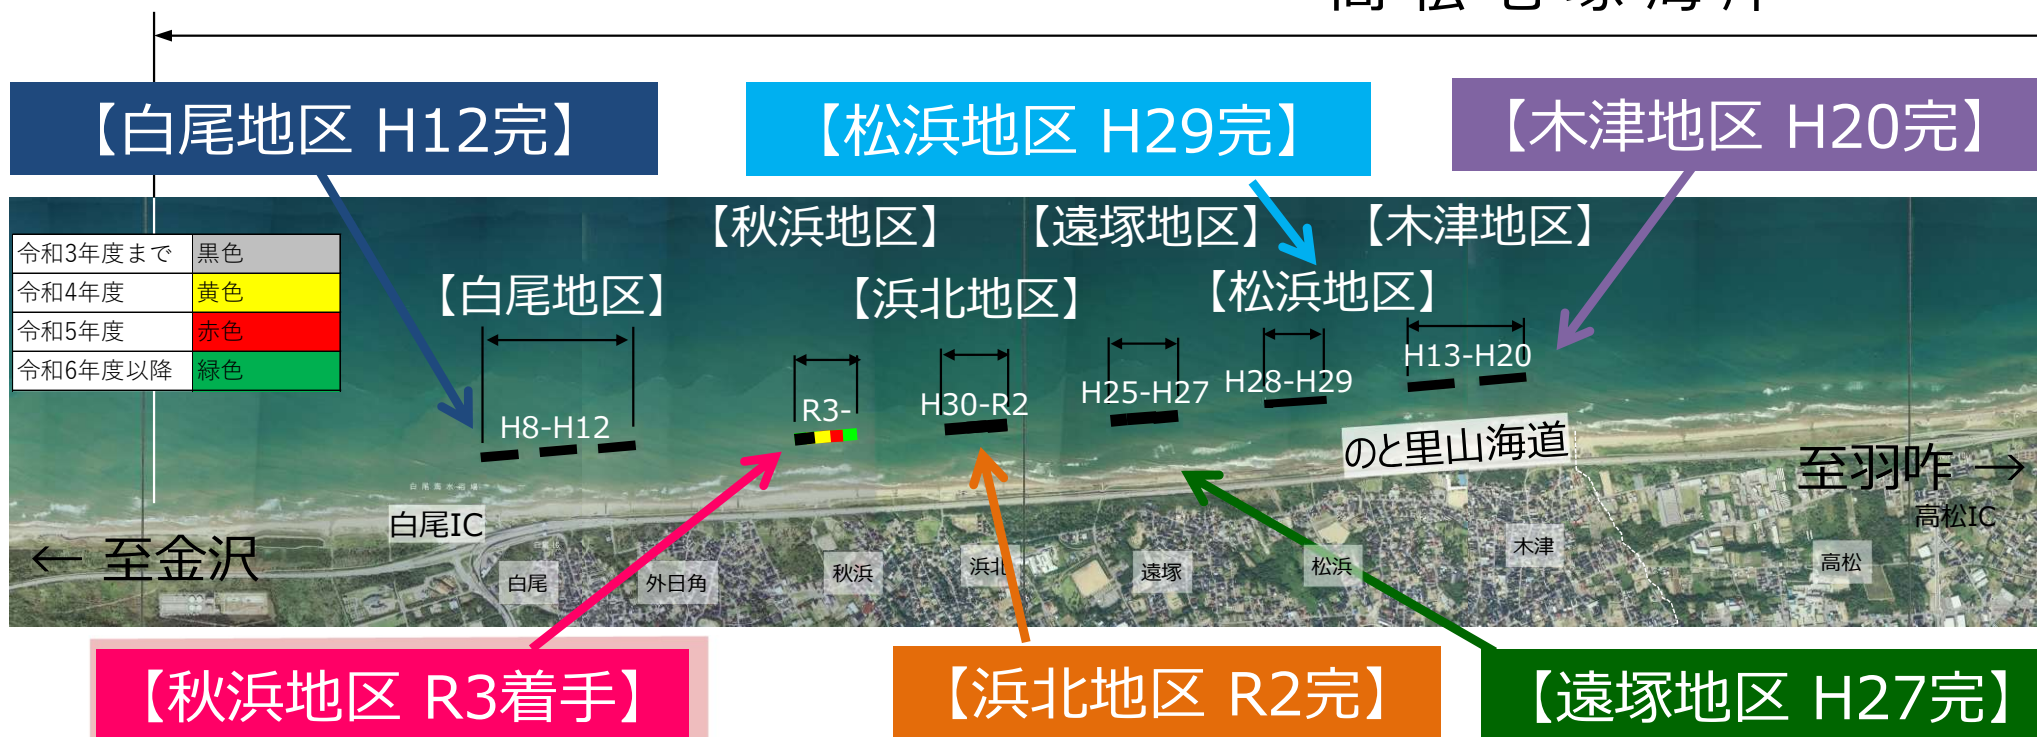 【白尾地区 H12完】
【松浜地区 H29完】
【木津地区 H20完】
【秋浜地区】
【遠塚地区】
【木津地区】
令和3年度まで 黒色
令和4年度 黄色
令和5年度 赤色
令和6年度以降 緑色
【白尾地区】
【浜北地区】
【松浜地区】
H8-H12
R3-
H30-R2
H25-H27
H28-H29
H13-H20
のと里山海道
至羽咋 →
高松IC
白尾IC
← 至金沢
白尾
外日角
秋浜
浜北
遠塚
松浜
木津
高松
【秋浜地区 R3着手】
【浜北地区 R2完】
【遠塚地区 H27完】